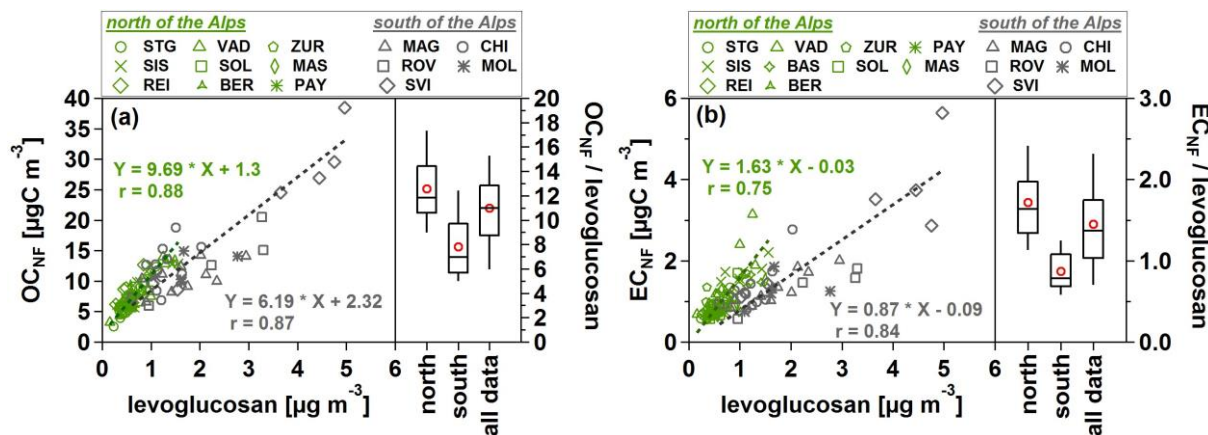 north of the Alps
south of the Alps
STG VAD ZUR
SIS SOL MAS
REI BER PAY
MAG CHI
ROV MOL
SVI
(a)
Y = 9.69 * X + 1.3
r = 0.88
Y = 6.19 * X + 2.32
r = 0.87
40
35
30
25
20
15
10
5
0
OC_NF [µgC m⁻³]
0 1 2 3 4 5 6
levoglucosan [µg m⁻³]
north
south
all data
20
18
16
14
12
10
8
6
4
2
0
OC_NF / levoglucosan
north of the Alps
south of the Alps
STG VAD ZUR PAY
SIS BAS SOL MAS
REI BER
MAG CHI
ROV MOL
SVI
(b)
Y = 1.63 * X - 0.03
r = 0.75
Y = 0.87 * X - 0.09
r = 0.84
6
4
2
0
EC_NF [µgC m⁻³]
0 1 2 3 4 5 6
levoglucosan [µg m⁻³]
north
south
all data
3.0
2.0
1.0
0.0
EC_NF / levoglucosan